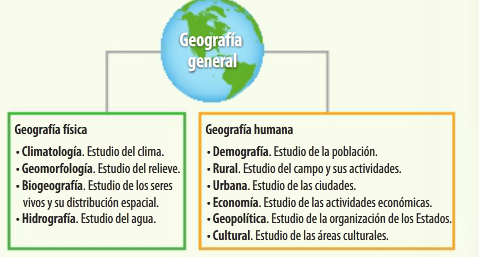 Geografía
general
Geografía física
• Climatología. Estudio del clima.
• Geomorfología. Estudio del relieve.
• Biogeografía. Estudio de los seres
vivos y su distribución espacial.
• Hidrografía. Estudio del agua.
Geografía humana
• Demografía. Estudio de la población.
• Rural. Estudio del campo y sus actividades.
• Urbana. Estudio de las ciudades.
• Economía. Estudio de las actividades económicas.
• Geopolítica. Estudio de la organización de los Estados.
• Cultural. Estudio de las áreas culturales.